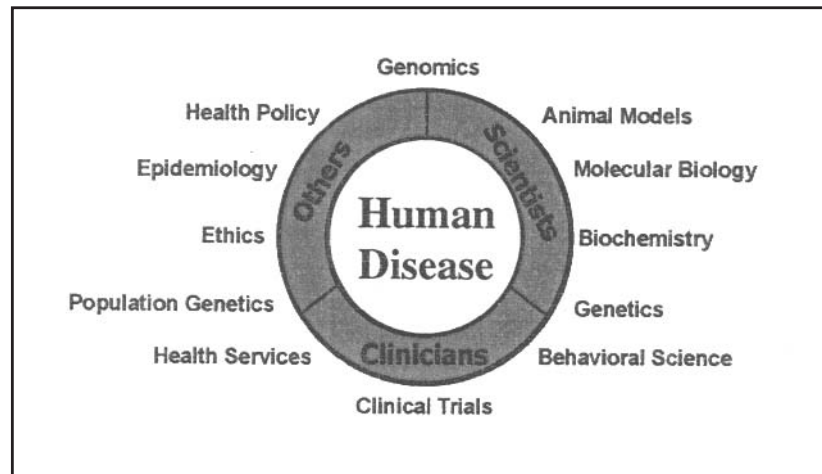 Genomics
Health Policy
Animal Models
Epidemiology
Molecular Biology
Others
Scientists
Human
Disease
Ethics
Biochemistry
Population Genetics
Genetics
Health Services
Clinicians
Behavioral Science
Clinical Trials